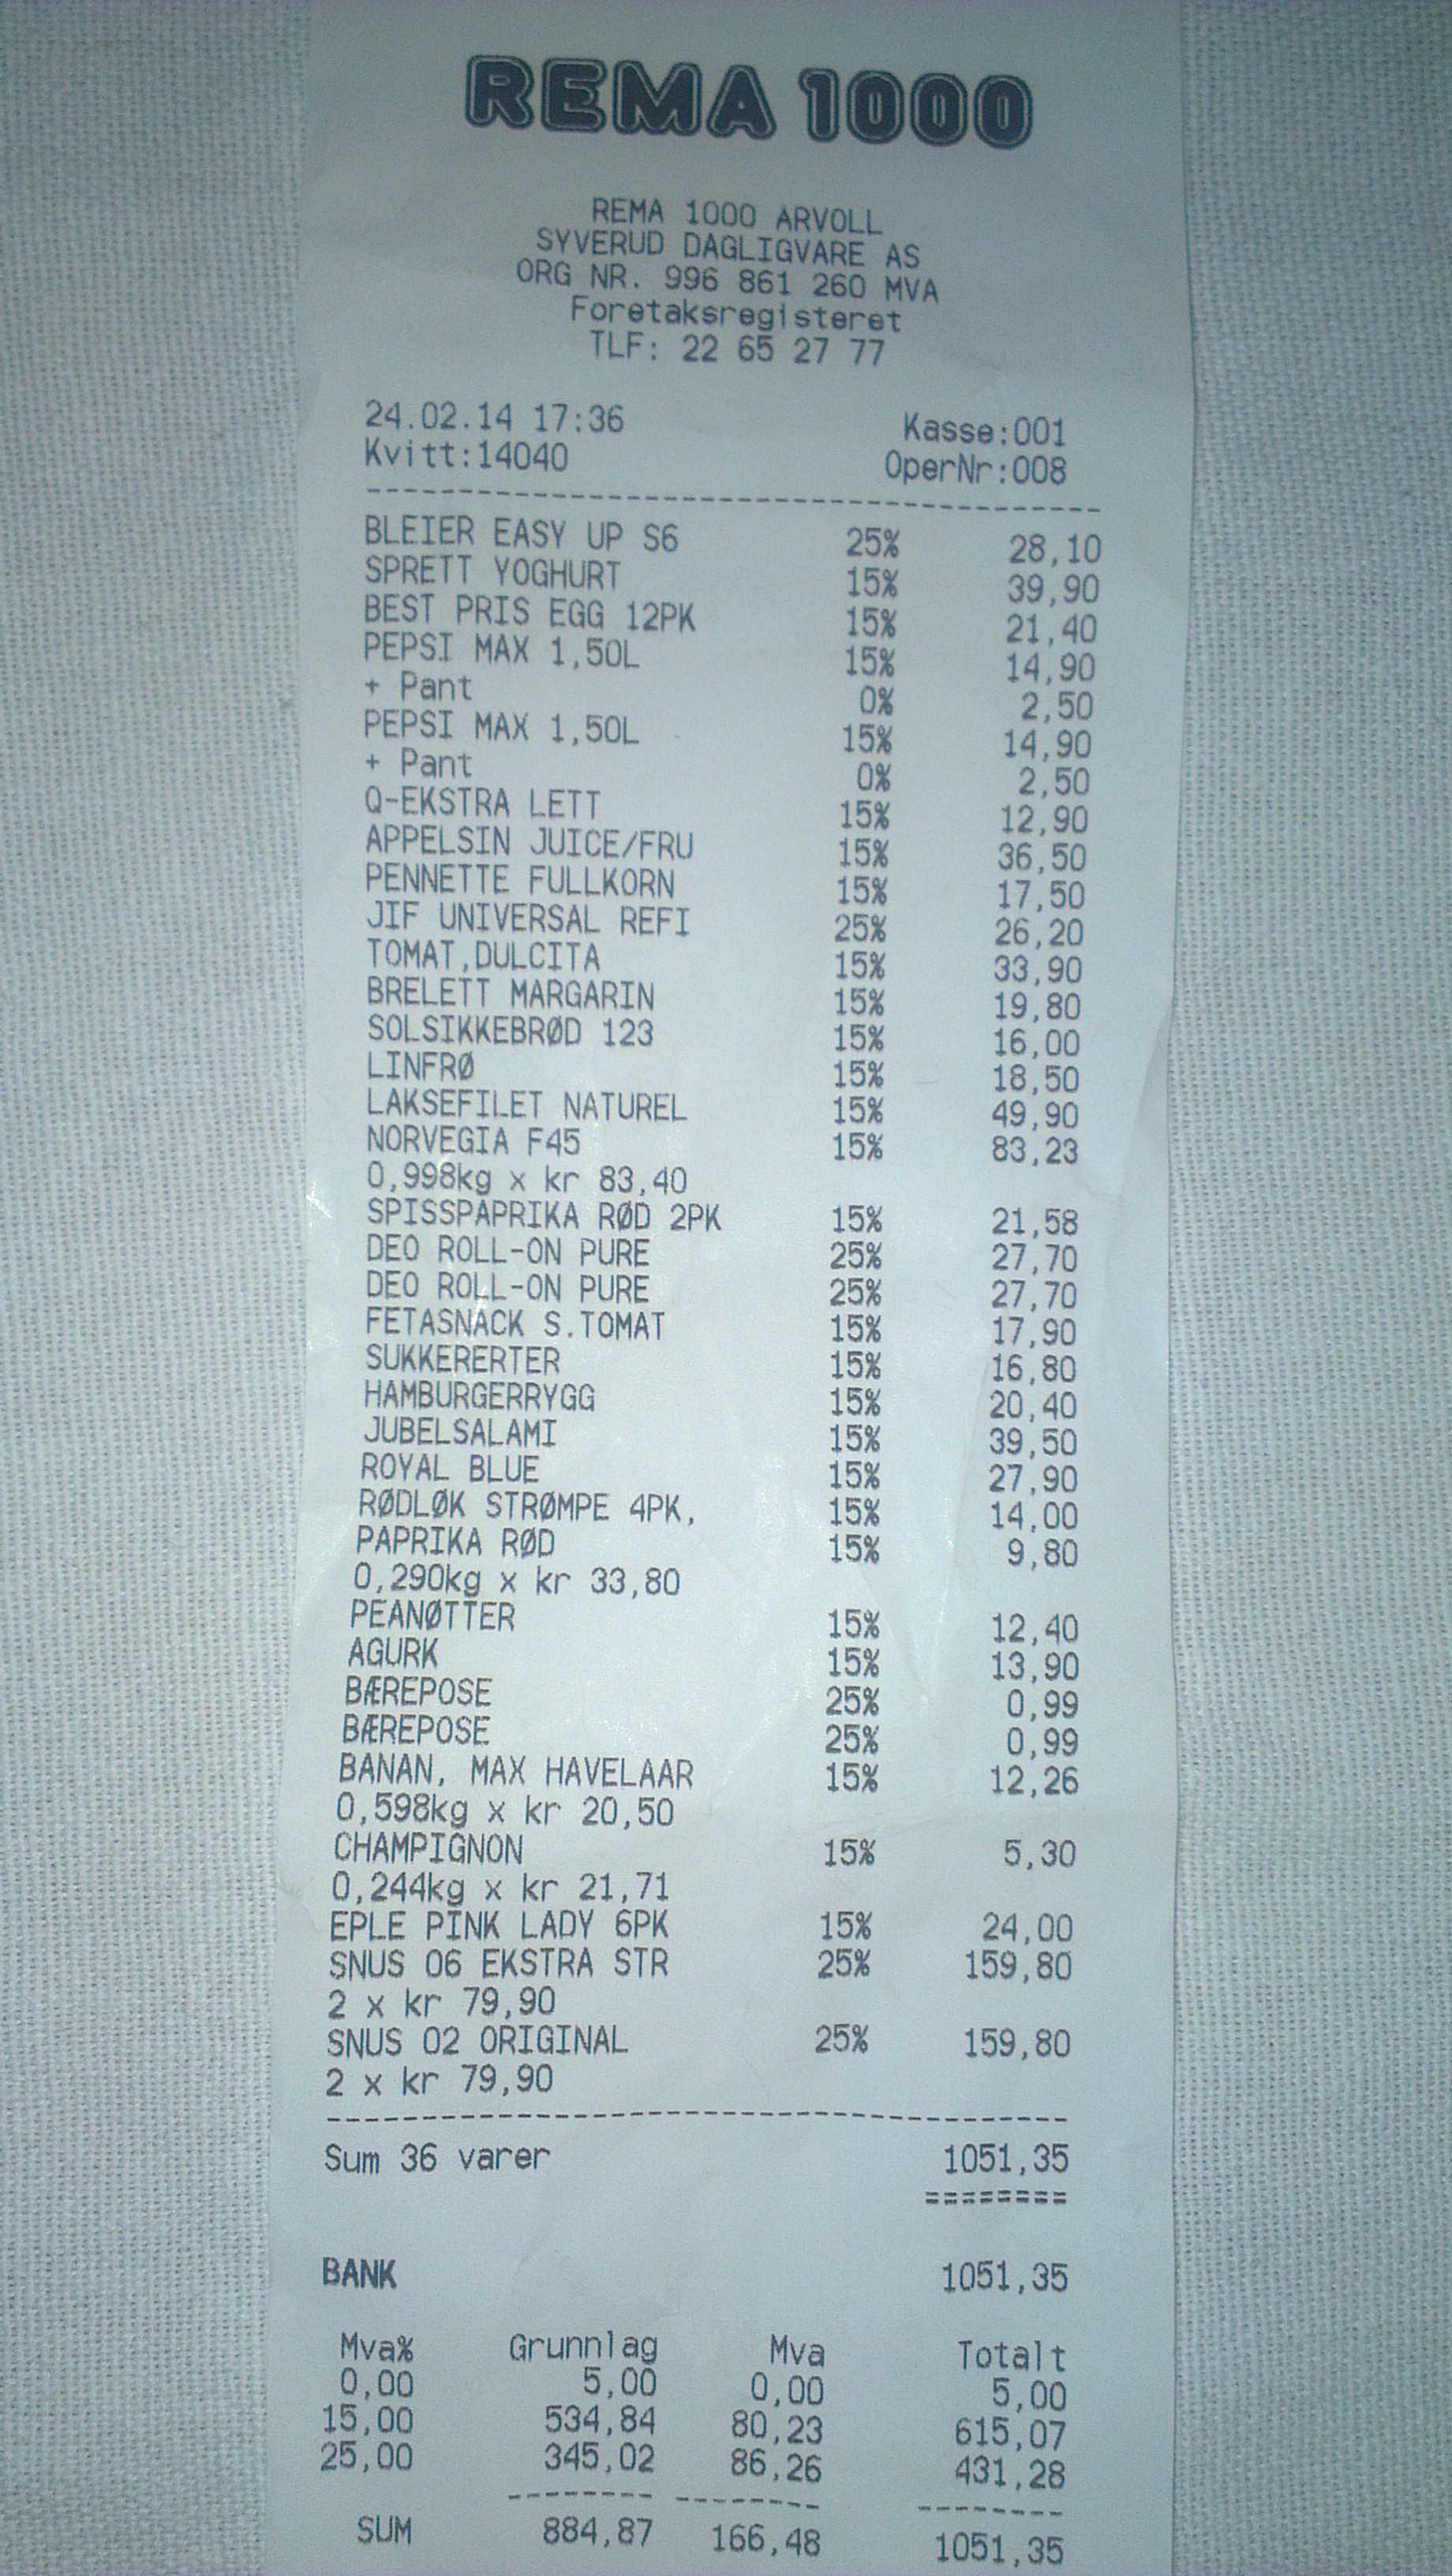 REMA 1000
REMA 1000 ARVOLL
SYVERUD DAGLIGVARE AS
ORG NR. 996 861 260 MVA
Foretaksregisteret
TLF: 22 65 27 77
24.02.14 17:36 Kasse:001
Kvitt:14040 OperNr:008
BLEIER EASY UP S6 25% 28,10
SPRETT YOGHURT 15% 39,90
BEST PRIS EGG 12PK 15% 21,40
PEPSI MAX 1,50L 15% 14,90
+ Pant 0% 2,50
PEPSI MAX 1,50L 15% 14,90
+ Pant 0% 2,50
Q-EKSTRA LETT 15% 12,90
APPELSIN JUICE/FRU 15% 36,50
PENNETTE FULLKORN 15% 17,50
JIF UNIVERSAL REFI 25% 26,20
TOMAT,DULCITA 15% 33,90
BRELETT MARGARIN 15% 19,80
SOLSIKKEBRØD 123 15% 16,00
LINFRØ 15% 18,50
LAKSEFILET NATUREL 15% 49,90
NORVEGIA F45 15% 83,23
0,998kg x kr 83,40
SPISSPAPRIKA RØD 2PK 15% 21,58
DEO ROLL-ON PURE 25% 27,70
DEO ROLL-ON PURE 25% 27,70
FETASNACK S.TOMAT 15% 17,90
SUKKERERTER 15% 16,80
HAMBURGERRYGG 15% 20,40
JUBELSALAMI 15% 39,50
ROYAL BLUE 15% 27,90
RØDLØK STRØMPE 4PK, 15% 14,00
PAPRIKA RØD 15% 9,80
0,290kg x kr 33,80
PEANØTTER 15% 12,40
AGURK 15% 13,90
BÆREPOSE 25% 0,99
BÆREPOSE 25% 0,99
BANAN, MAX HAVELAAR 15% 12,26
0,598kg x kr 20,50
CHAMPIGNON 15% 5,30
0,244kg x kr 21,71
EPLE PINK LADY 6PK 15% 24,00
SNUS 06 EKSTRA STR 25% 159,80
2 x kr 79,90
SNUS 02 ORIGINAL 25% 159,80
2 x kr 79,90
Sum 36 varer 1051,35
========
BANK 1051,35
Mva% Grunnlag Mva Totalt
0,00 5,00 0,00 5,00
15,00 534,84 80,23 615,07
25,00 345,02 86,26 431,28
SUM 884,87 166,48 1051,35